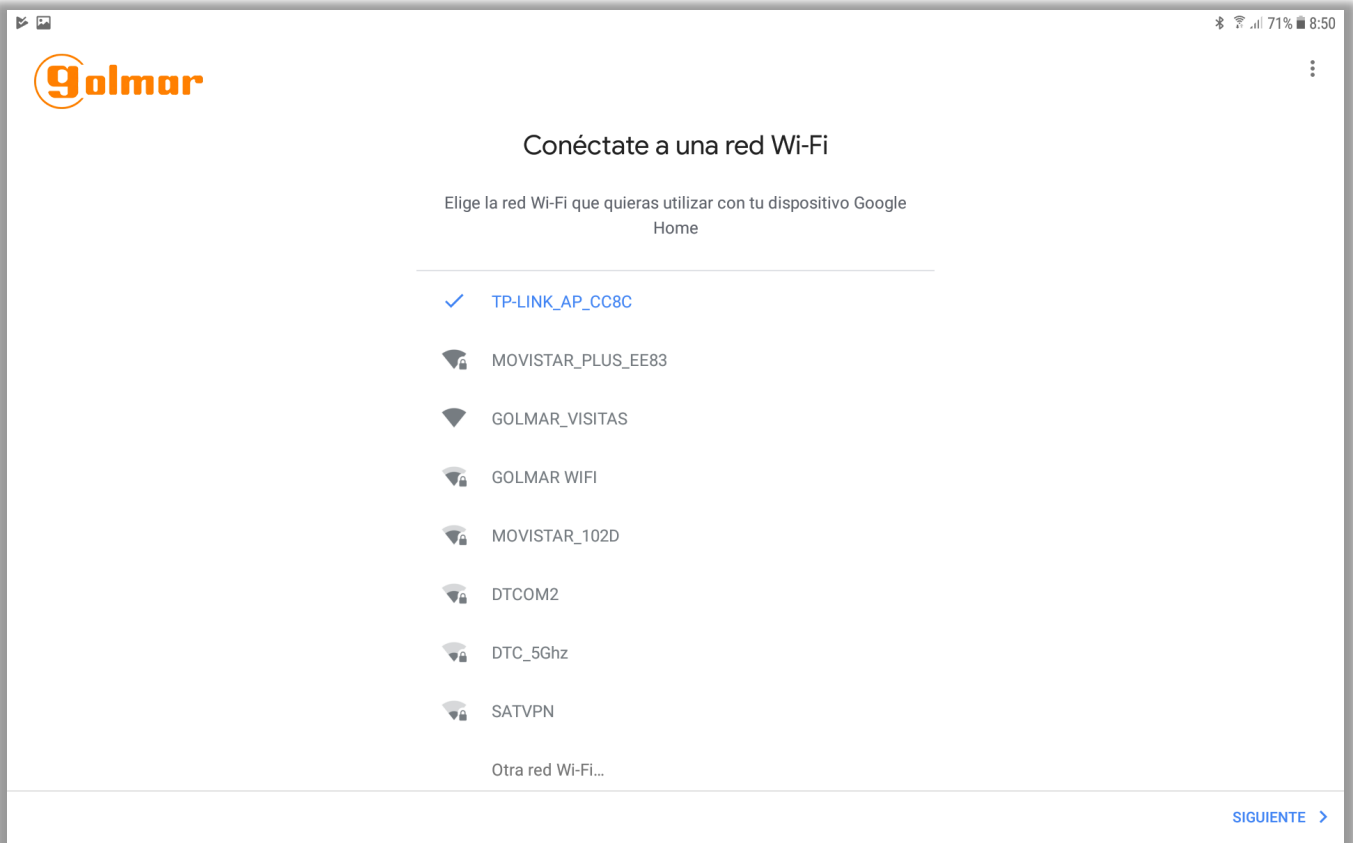 71% 8:50
golmar
Conéctate a una red Wi-Fi
Elige la red Wi-Fi que quieras utilizar con tu dispositivo Google
Home
TP-LINK_AP_CC8C
MOVISTAR_PLUS_EE83
GOLMAR_VISITAS
GOLMAR WIFI
MOVISTAR_102D
DTCOM2
DTC_5Ghz
SATVPN
Otra red Wi-Fi...
SIGUIENTE